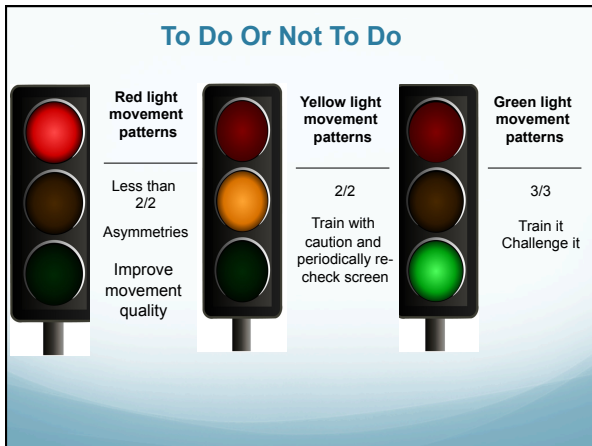 To Do Or Not To Do
Red light
movement
patterns
Less than
2/2
Asymmetries
Improve
movement
quality
Yellow light
movement
patterns
2/2
Train with
caution and
periodically re-
check screen
Green light
movement
patterns
3/3
Train it
Challenge it